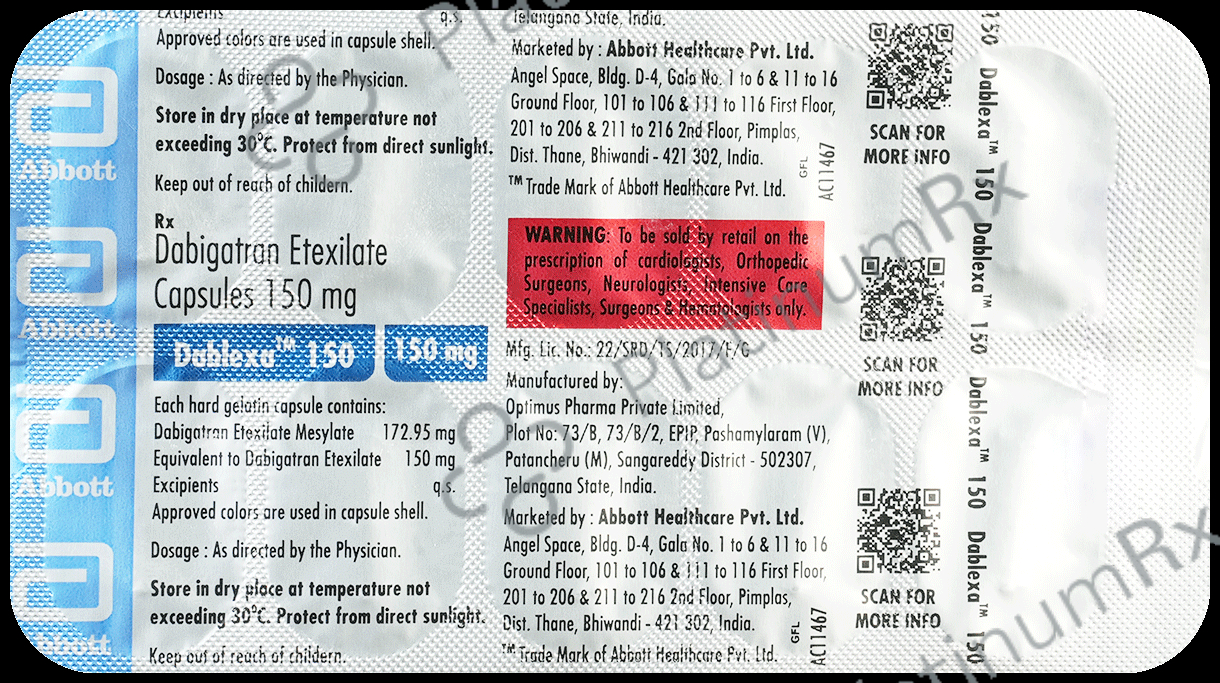 Abbott
Abbott
Abbott
Abbott
Excipients q.s.
Approved colors are used in capsule shell.
Dosage : As directed by the Physician.
Store in dry place at temperature not
exceeding 30°C. Protect from direct sunlight.
Keep out of reach of childern.
Rx
Dabigatran Etexilate
Capsules 150 mg
Dablexa™ 150 150 mg
Each hard gelatin capsule contains:
Dabigatran Etexilate Mesylate 172.95 mg
Equivalent to Dabigatran Etexilate 150 mg
Excipients q.s.
Approved colors are used in capsule shell.
Dosage : As directed by the Physician.
Store in dry place at temperature not
exceeding 30°C. Protect from direct sunlight.
Keep out of reach of childern.
Telangana State, India.
Marketed by : Abbott Healthcare Pvt. Ltd.
Angel Space, Bldg. D-4, Gala No. 1 to 6 & 11 to 16
Ground Floor, 101 to 106 & 111 to 116 First Floor,
201 to 206 & 211 to 216 2nd Floor, Pimplas,
Dist. Thane, Bhiwandi - 421 302, India.
™ Trade Mark of Abbott Healthcare Pvt. Ltd.
GFL
AC11467
WARNING: To be sold by retail on the
prescription of cardiologists, Orthopedic
Surgeons, Neurologists, Intensive Care
Specialists, Surgeons & Hematologists only.
Mfg. Lic. No.: 22/SRD/TS/2017/F/G
Manufactured by:
Optimus Pharma Private Limited,
Plot No: 73/B, 73/B/2, EPIP, Pashamylaram (V),
Patancheru (M), Sangareddy District - 502307,
Telangana State, India.
Marketed by : Abbott Healthcare Pvt. Ltd.
Angel Space, Bldg. D-4, Gala No. 1 to 6 & 11 to 16
Ground Floor, 101 to 106 & 111 to 116 First Floor,
201 to 206 & 211 to 216 2nd Floor, Pimplas,
Dist. Thane, Bhiwandi - 421 302, India.
™ Trade Mark of Abbott Healthcare Pvt. Ltd.
GFL
AC11467
SCAN FOR
MORE INFO
SCAN FOR
MORE INFO
SCAN FOR
MORE INFO
150 Dablexa™ 150 Dablexa™ 150 Dablexa™ 150 Dablexa™ 150
PlatinumRx
PlatinumRx